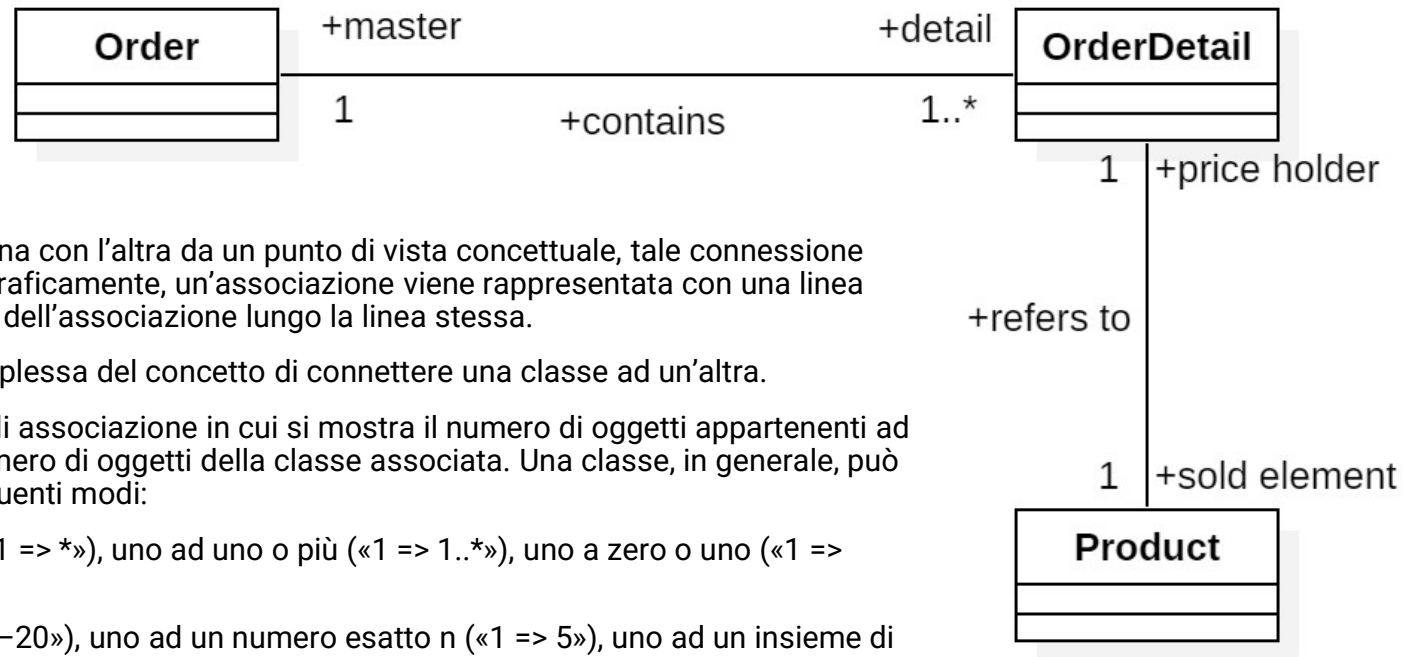 Order
+master
+detail
OrderDetail
1
+contains
1..*
1
+price holder
na con l’altra da un punto di vista concettuale, tale connessione
raficamente, un’associazione viene rappresentata con una linea
dell’associazione lungo la linea stessa.
+refers to
plessa del concetto di connettere una classe ad un’altra.
di associazione in cui si mostra il numero di oggetti appartenenti ad
nero di oggetti della classe associata. Una classe, in generale, può
uenti modi:
1
+sold element
Product
1 => *»), uno ad uno o più («1 => 1..*»), uno a zero o uno («1 =>
–20»), uno ad un numero esatto n («1 => 5»), uno ad un insieme di